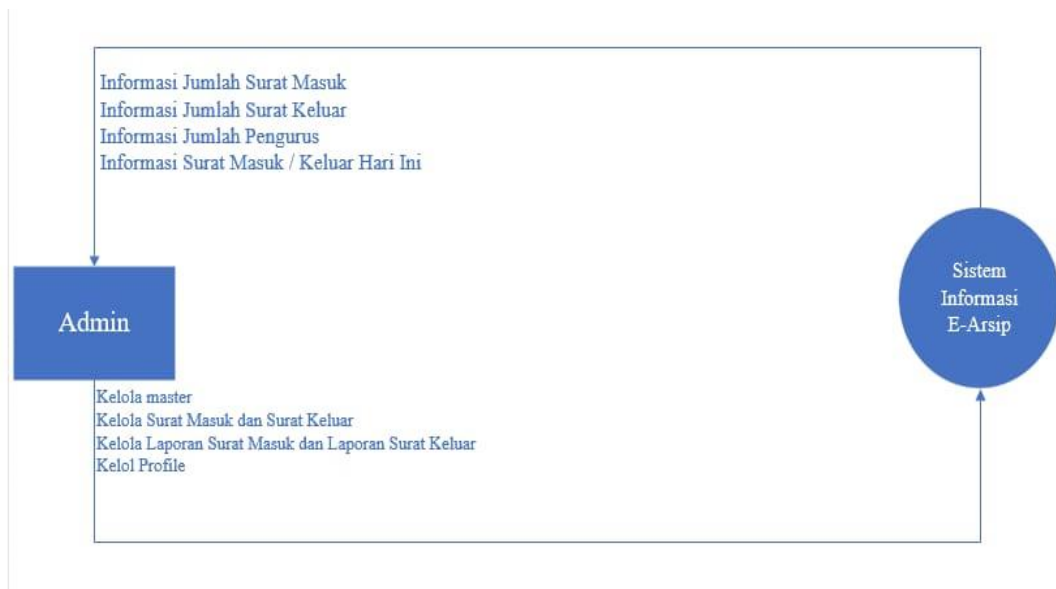 Informasi Jumlah Surat Masuk
Informasi Jumlah Surat Keluar
Informasi Jumlah Pengurus
Informasi Surat Masuk / Keluar Hari Ini
Admin
Sistem
Informasi
E-Arsip
Kelola master
Kelola Surat Masuk dan Surat Keluar
Kelola Laporan Surat Masuk dan Laporan Surat Keluar
Kelol Profile